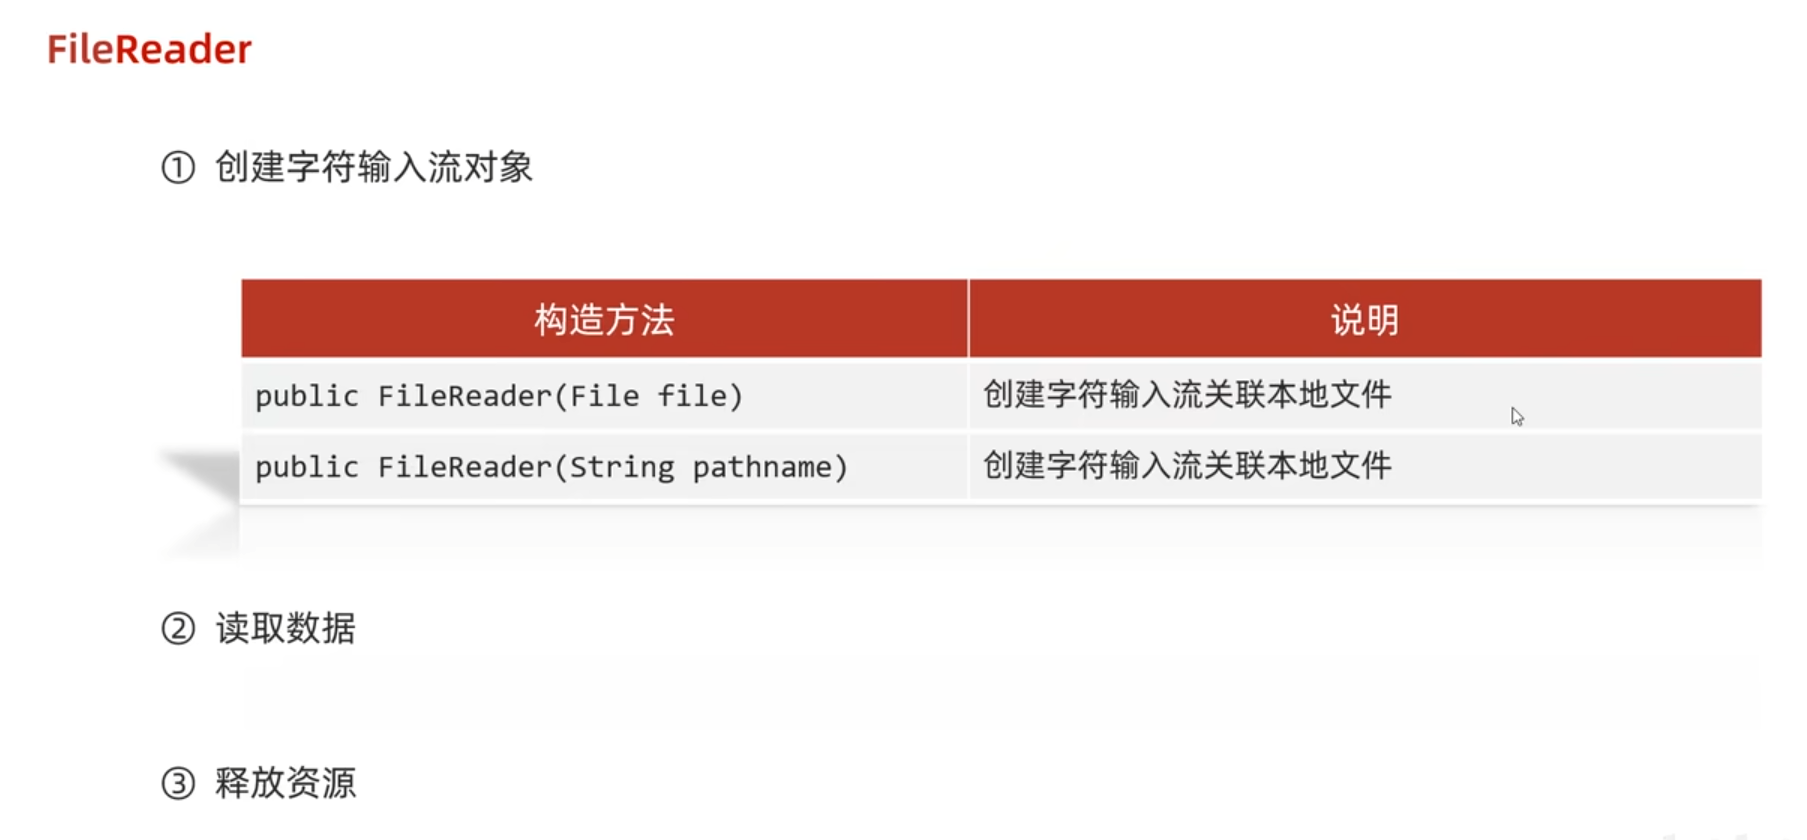 FileReader
① 创建字符输入流对象
构造方法 说明
public FileReader(File file) 创建字符输入流关联本地文件
public FileReader(String pathname) 创建字符输入流关联本地文件
② 读取数据
③ 释放资源